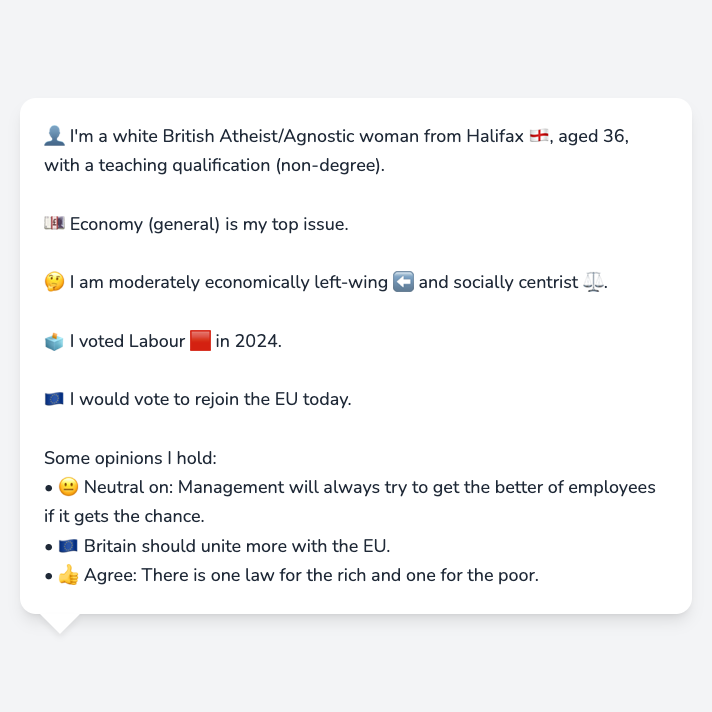 👤 I'm a white British Atheist/Agnostic woman from Halifax 🏴󠁧󠁢󠁥󠁮󠁧󠁿, aged 36,
with a teaching qualification (non-degree).
💷 Economy (general) is my top issue.
🤔 I am moderately economically left-wing ⬅️ and socially centrist ⚖️.
🗳️ I voted Labour 🟥 in 2024.
🇪🇺 I would vote to rejoin the EU today.
Some opinions I hold:
• 😐 Neutral on: Management will always try to get the better of employees
if it gets the chance.
• 🇪🇺 Britain should unite more with the EU.
• 👍 Agree: There is one law for the rich and one for the poor.